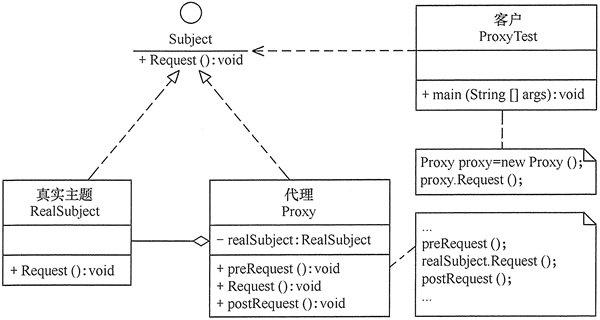 Subject
+ Request():void
客户
ProxyTest
+ main (String [] args):void
Proxy proxy=new Proxy ();
proxy.Request();
真实主题
RealSubject
+ Request():void
代理
Proxy
− realSubject:RealSubject
+ preRequest():void
+ Request():void
+ postRequest():void
...
preRequest();
realSubject.Request();
postRequest();
...